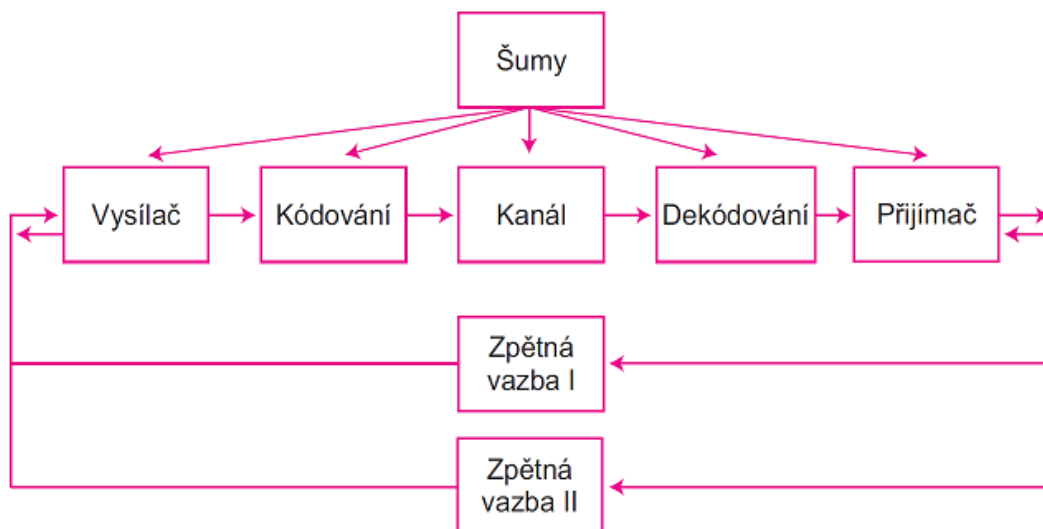 Šumy
Vysílač
Kódování
Kanál
Dekódování
Přijímač
Zpětná
vazba I
Zpětná
vazba II